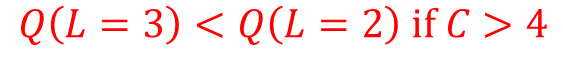 Q(L = 3) < Q(L = 2) if C > 4